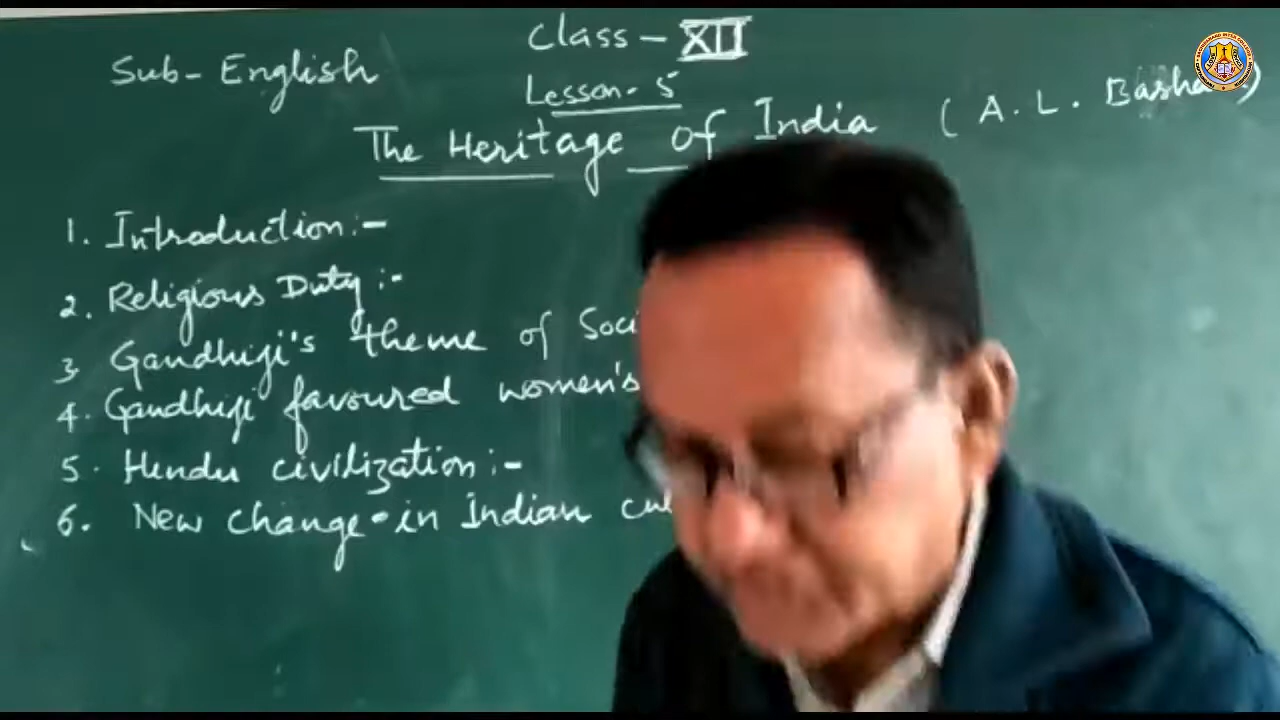 Class - XII
Sub- English
Lesson- 5
The Heritage of India (A. L. Basha
1. Introduction :-
2. Religious Duty :-
3. Gandhiji's theme of Soci
4. Gandhiji favoured women's
5. Hindu civilization :-
6. New change in Indian cul